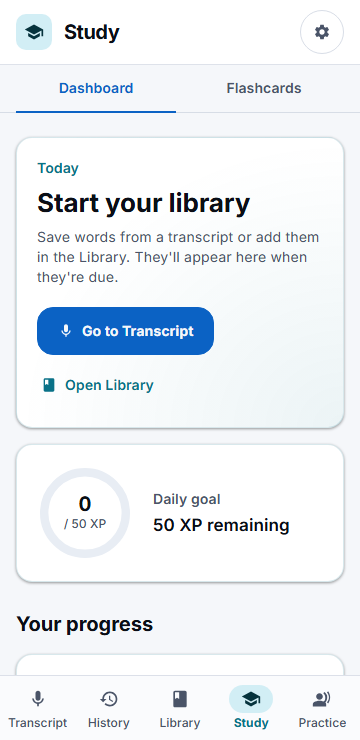 Study
Dashboard
Flashcards
Today
Start your library
Save words from a transcript or add them
in the Library. They'll appear here when
they're due.
Go to Transcript
Open Library
0
/ 50 XP
Daily goal
50 XP remaining
Your progress
Transcript
History
Library
Study
Practice